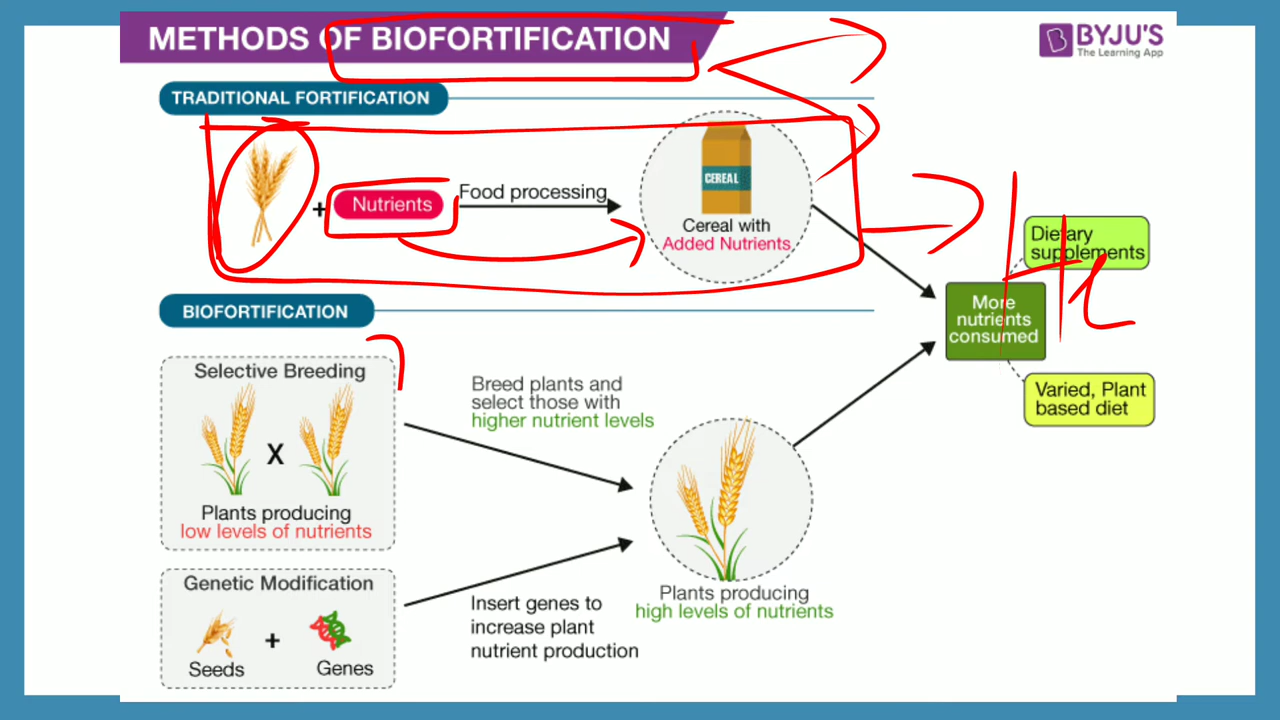 METHODS OF BIOFORTIFICATION
BYJU'S
The Learning App
TRADITIONAL FORTIFICATION
+
Nutrients
Food processing
CEREAL
Cereal with
Added Nutrients
Dietary
supplements
More
nutrients
consumed
Varied, Plant
based diet
BIOFORTIFICATION
Selective Breeding
X
Plants producing
low levels of nutrients
Breed plants and
select those with
higher nutrient levels
Genetic Modification
+
Seeds
Genes
Insert genes to
increase plant
nutrient production
Plants producing
high levels of nutrients